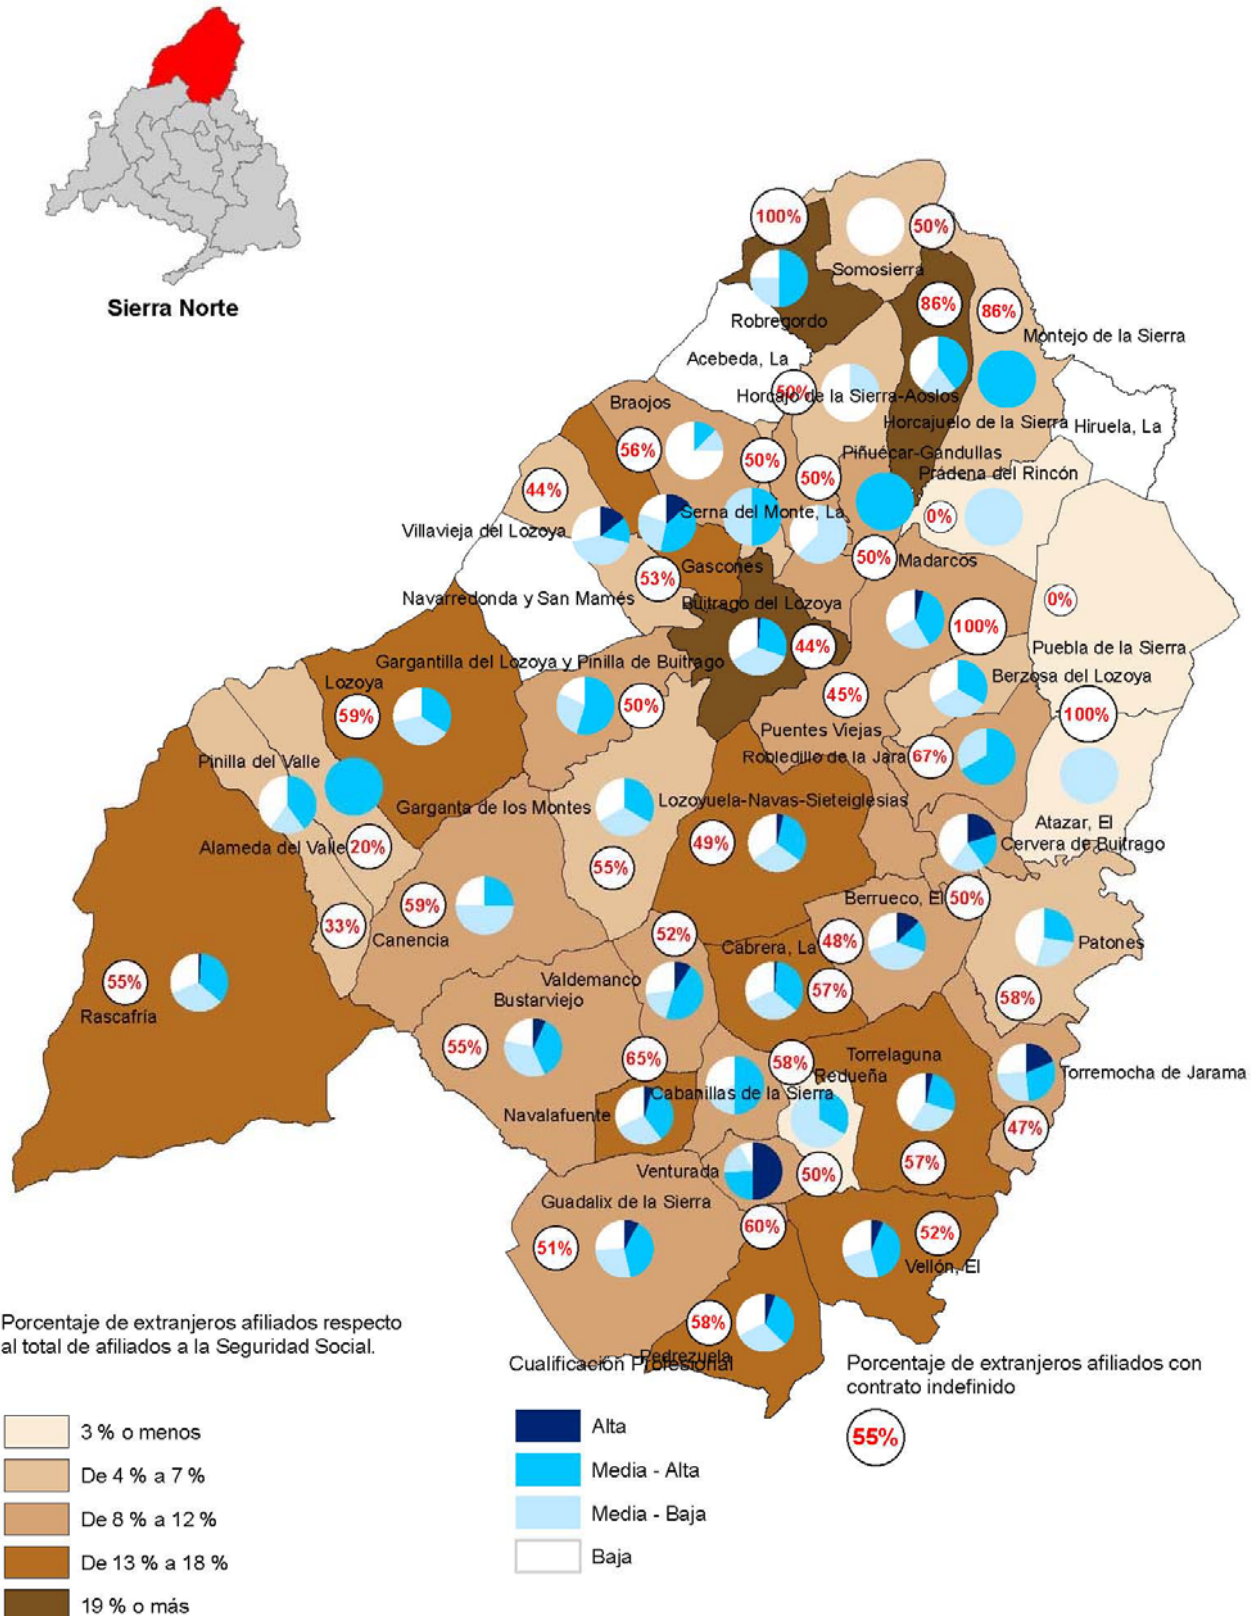 Sierra Norte
100%
50%
Somosierra
86%
86%
Robregordo
Montejo de la Sierra
Acebeda, La
50%
Horcajo de la Sierra-Aoslos
Braojos
Horcajuelo de la Sierra
Hiruela, La
56%
50%
Piñuécar-Gandullas
50%
Prádena del Rincón
44%
Serna del Monte, La
0%
Villavieja del Lozoya
50%
Madarcos
Gascones
53%
Navarredonda y San Mamés
Buitrago del Lozoya
0%
100%
44%
Puebla de la Sierra
Gargantilla del Lozoya y Pinilla de Buitrago
Berzosa del Lozoya
Lozoya
45%
50%
59%
100%
Puentes Viejas
Robledillo de la Jara
67%
Pinilla del Valle
Garganta de los Montes
Lozoyuela-Navas-Sieteiglesias
Atazar, El
Alameda del Valle
20%
49%
Cervera de Buitrago
55%
Berrueco, El
50%
59%
33%
Canencia
52%
Cabrera, La
48%
Patones
55%
Valdemanco
57%
58%
Bustarviejo
Rascafría
55%
65%
58%
Torrelaguna
Redueña
Torremocha de Jarama
Cabanillas de la Sierra
Navalafuente
47%
57%
Venturada
50%
Guadalix de la Sierra
60%
52%
51%
Vellón, El
58%
Pedrezuela
Porcentaje de extranjeros afiliados respecto
al total de afiliados a la Seguridad Social.
3 % o menos
De 4 % a 7 %
De 8 % a 12 %
De 13 % a 18 %
19 % o más
Cualificación Profesional
Alta
Media - Alta
Media - Baja
Baja
Porcentaje de extranjeros afiliados con
contrato indefinido
55%